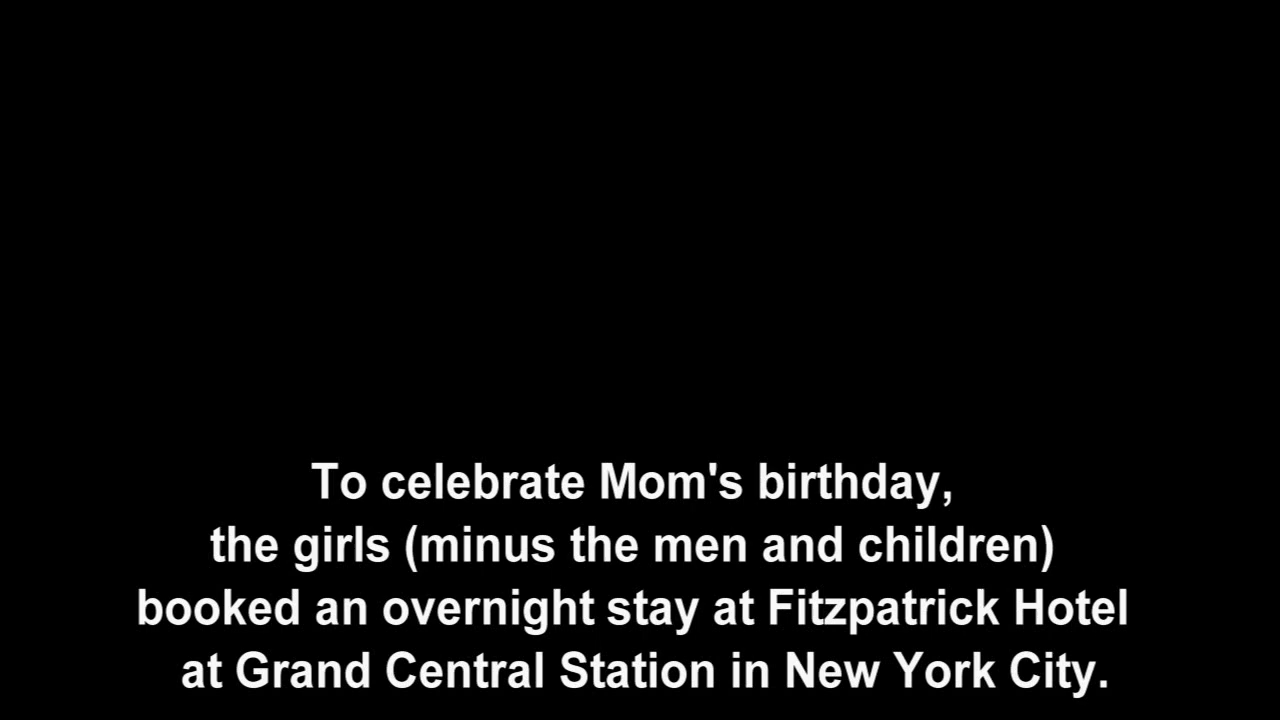 To celebrate Mom's birthday,
the girls (minus the men and children)
booked an overnight stay at Fitzpatrick Hotel
at Grand Central Station in New York City.